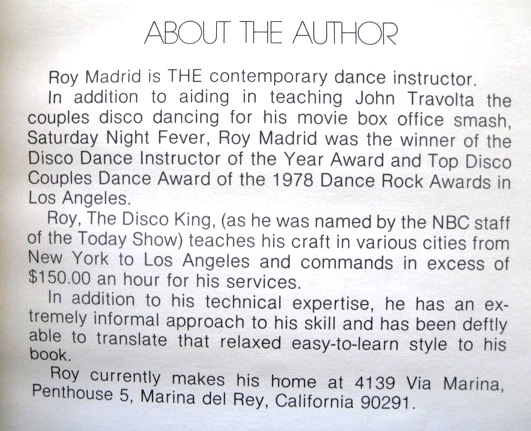 ABOUT THE AUTHOR
Roy Madrid is THE contemporary dance instructor.
In addition to aiding in teaching John Travolta the
couples disco dancing for his movie box office smash,
Saturday Night Fever, Roy Madrid was the winner of the
Disco Dance Instructor of the Year Award and Top Disco
Couples Dance Award of the 1978 Dance Rock Awards in
Los Angeles.
Roy, The Disco King, (as he was named by the NBC staff
of the Today Show) teaches his craft in various cities from
New York to Los Angeles and commands in excess of
$150.00 an hour for his services.
In addition to his technical expertise, he has an ex-
tremely informal approach to his skill and has been deftly
able to translate that relaxed easy-to-learn style to his
book.
Roy currently makes his home at 4139 Via Marina,
Penthouse 5, Marina del Rey, California 90291.